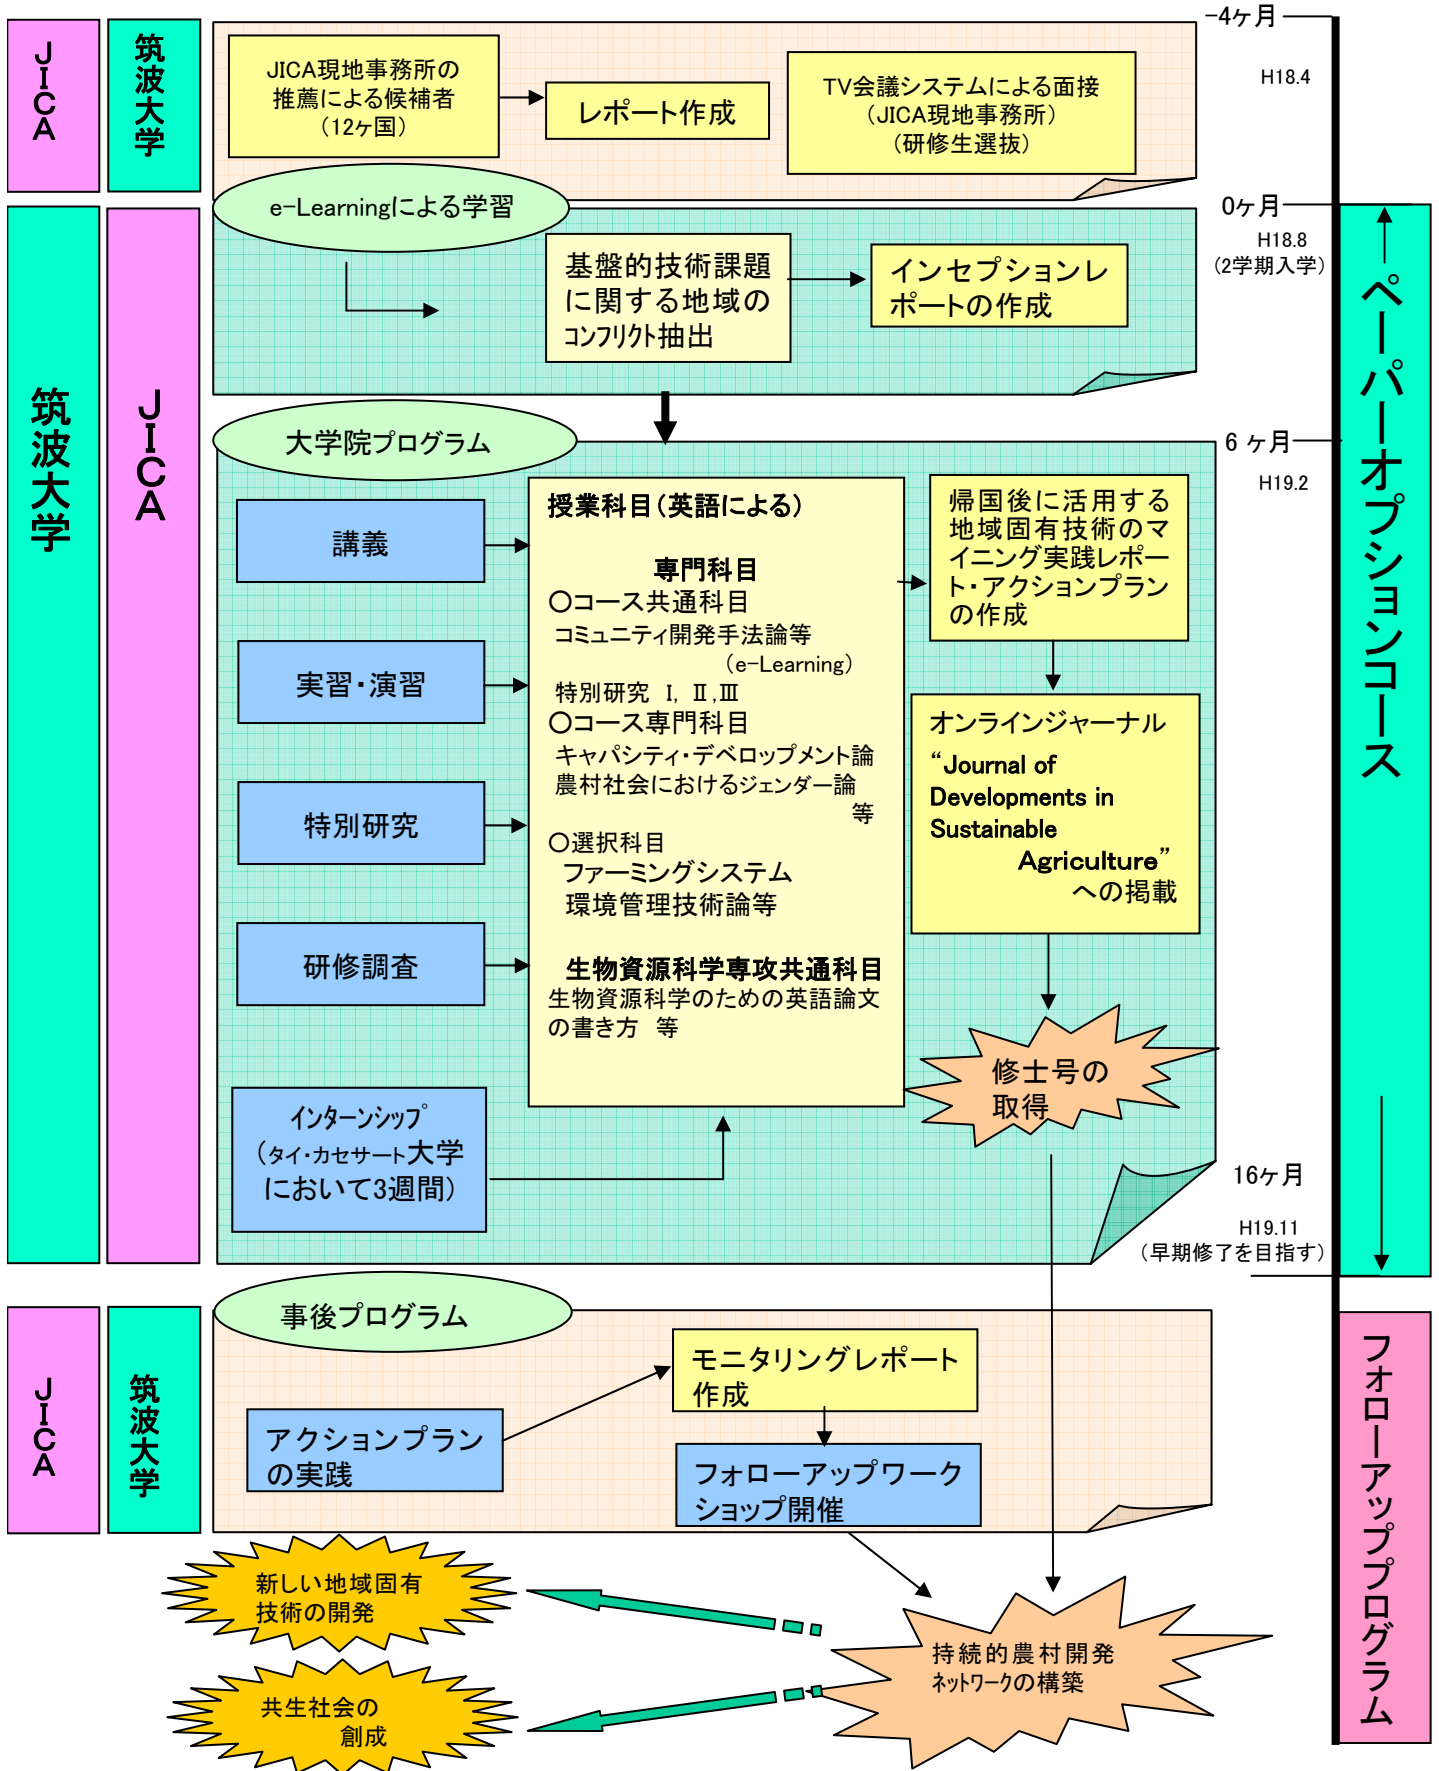 JICA
筑波大学
JICA現地事務所の
推薦による候補者
（12ヶ国）
レポート作成
TV会議システムによる面接
（JICA現地事務所）
（研修生選抜）
−4ヶ月
H18.4
筑波大学
JICA
e-Learningによる学習
基盤的技術課題
に関する地域の
コンフリクト抽出
インセプションレ
ポートの作成
0ヶ月
H18.8
（2学期入学）
ペーパーオプションコース
大学院プログラム
6 ヶ月
H19.2
講義
実習・演習
特別研究
研修調査
インターンシップ
（タイ・カセサート大学
において3週間）
授業科目（英語による）
専門科目
○コース共通科目
コミュニティ開発手法論等
（e-Learning）
特別研究 Ⅰ, Ⅱ,Ⅲ
○コース専門科目
キャパシティ・デベロップメント論
農村社会におけるジェンダー論
等
○選択科目
ファーミングシステム
環境管理技術論等
生物資源科学専攻共通科目
生物資源科学のための英語論文
の書き方 等
帰国後に活用する
地域固有技術のマ
イニング実践レポー
ト・アクションプラン
の作成
オンラインジャーナル
“Journal of
Developments in
Sustainable
Agriculture”
への掲載
修士号の
取得
16ヶ月
H19.11
（早期修了を目指す）
JICA
筑波大学
事後プログラム
アクションプラン
の実践
モニタリングレポート
作成
フォローアップワーク
ショップ開催
フォローアッププログラム
新しい地域固有
技術の開発
共生社会の
創成
持続的農村開発
ネットワークの構築